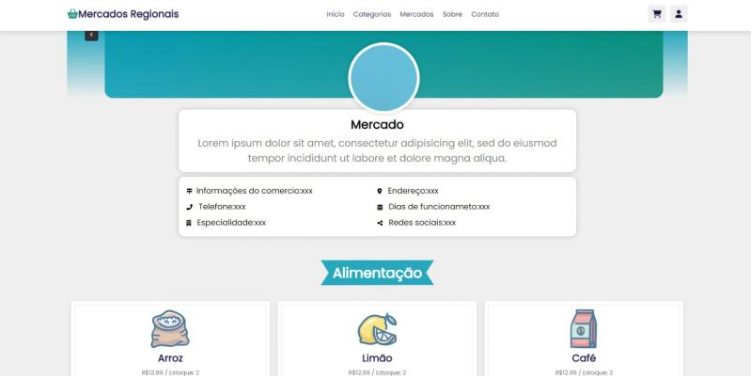 Mercados Regionais
Início Categorias Mercados Sobre Contato
Mercado
Lorem ipsum dolor sit amet, consectetur adipisicing elit, sed do eiusmod
tempor incididunt ut labore et dolore magna aliqua.
Informações do comercio:xxx
Endereço:xxx
Telefone:xxx
Dias de funcionameto:xxx
Especialidade:xxx
Redes sociais:xxx
Alimentação
Arroz
R$12,99 / Estoque: 2
Limão
R$12,99 / Estoque: 2
Café
R$12,99 / Estoque: 2